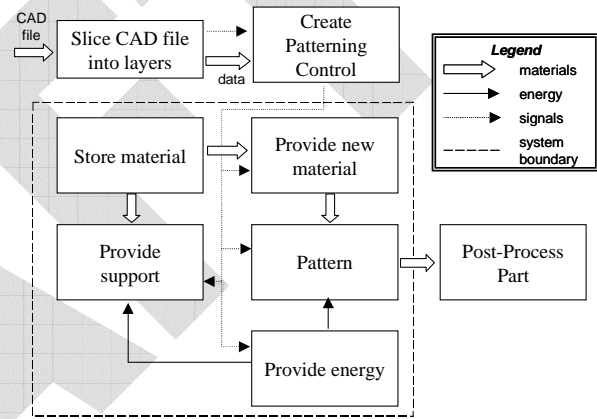 CAD
file
Slice CAD file
into layers
data
Create
Patterning
Control
Legend
materials
energy
signals
system
boundary
Store material
Provide new
material
Provide
support
Pattern
Post-Process
Part
Provide energy